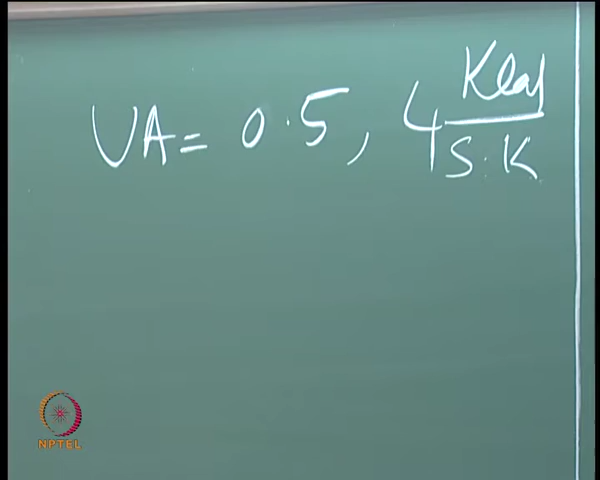 UA = 0.5, 4 Kcal / S.K
NPTEL